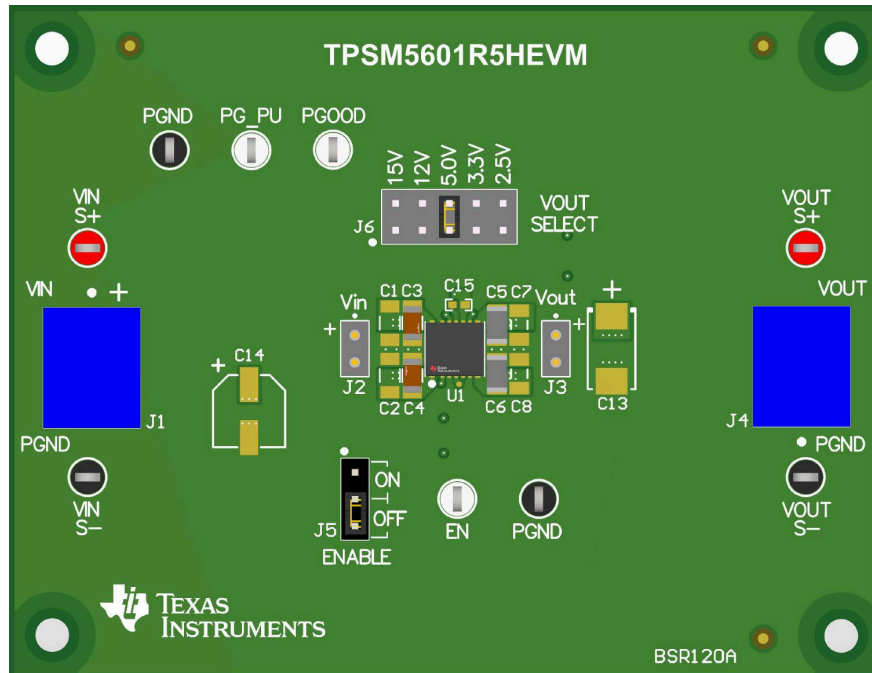 TPSM5601R5HEVM
PGND PG_PU PGOOD
15V 12V 5.0V 3.3V 2.5V
J6
VOUT
SELECT
VIN
S+
VOUT
S+
VIN +
VOUT
C1 C3 C15 C5 C7
Vin Vout
+ + +
C14
+
J2 J3
C2 C4 U1 C6 C8
C13
J1 J4
PGND PGND
VIN
S-
VOUT
S-
ON
OFF
J5
ENABLE
EN PGND
TEXAS
INSTRUMENTS
BSR120A